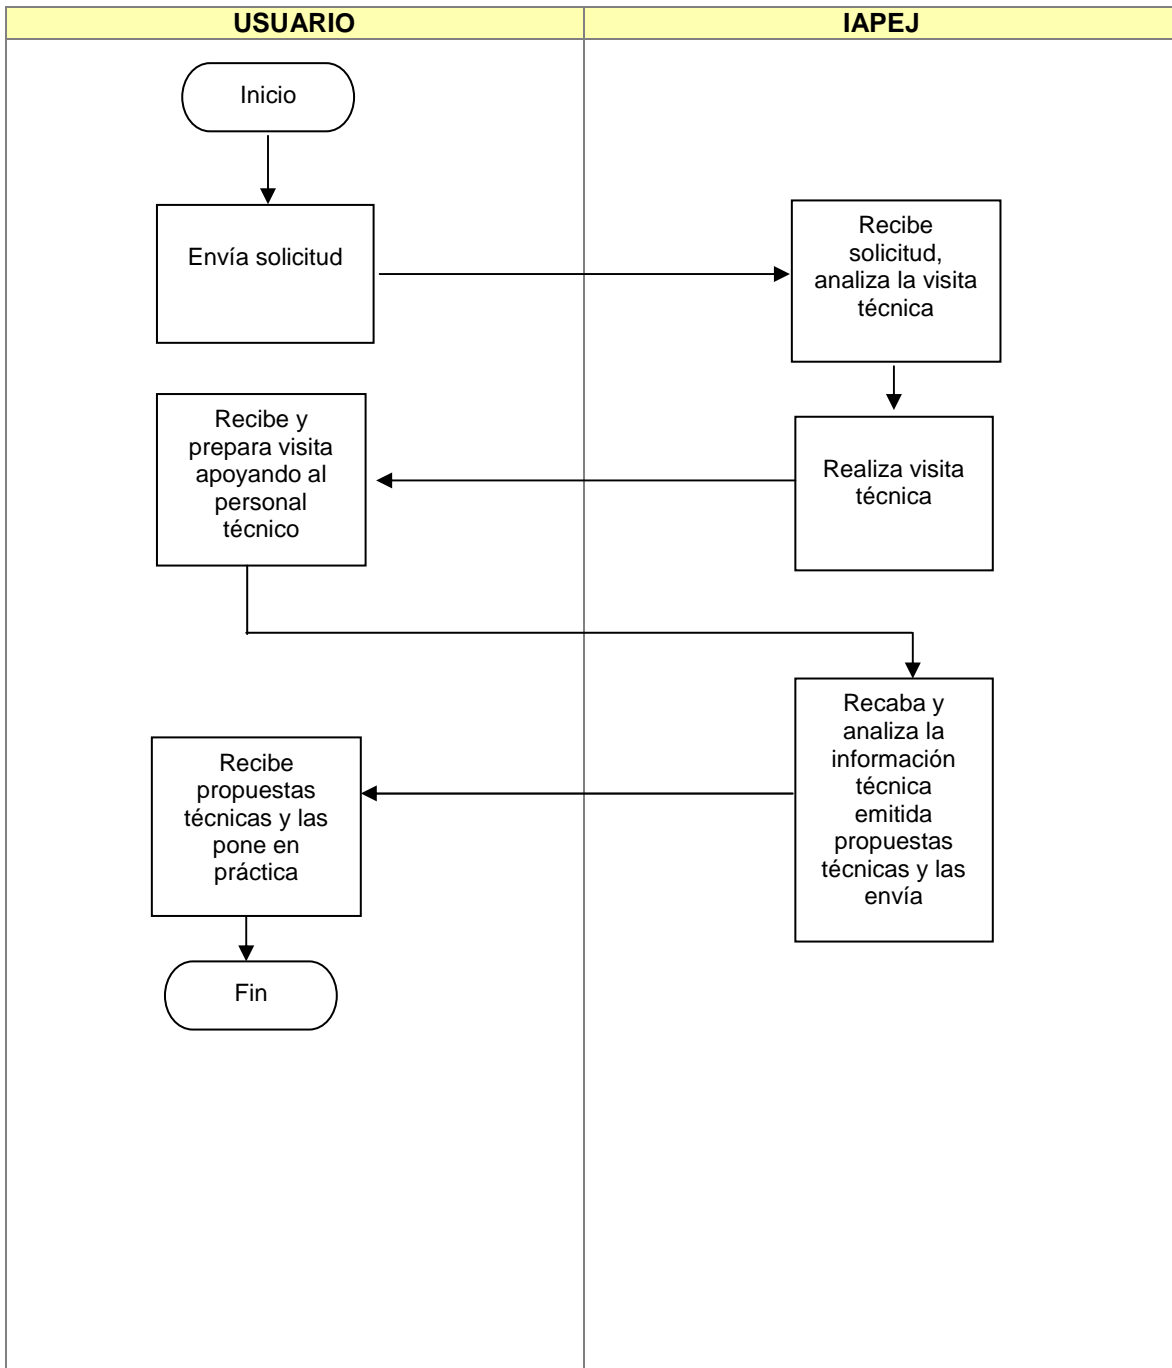 USUARIO
IAPEJ
Inicio
Envía solicitud
Recibe
solicitud,
analiza la visita
técnica
Recibe y
prepara visita
apoyando al
personal
técnico
Realiza visita
técnica
Recaba y
analiza la
información
técnica
emitida
propuestas
técnicas y las
envía
Recibe
propuestas
técnicas y las
pone en
práctica
Fin